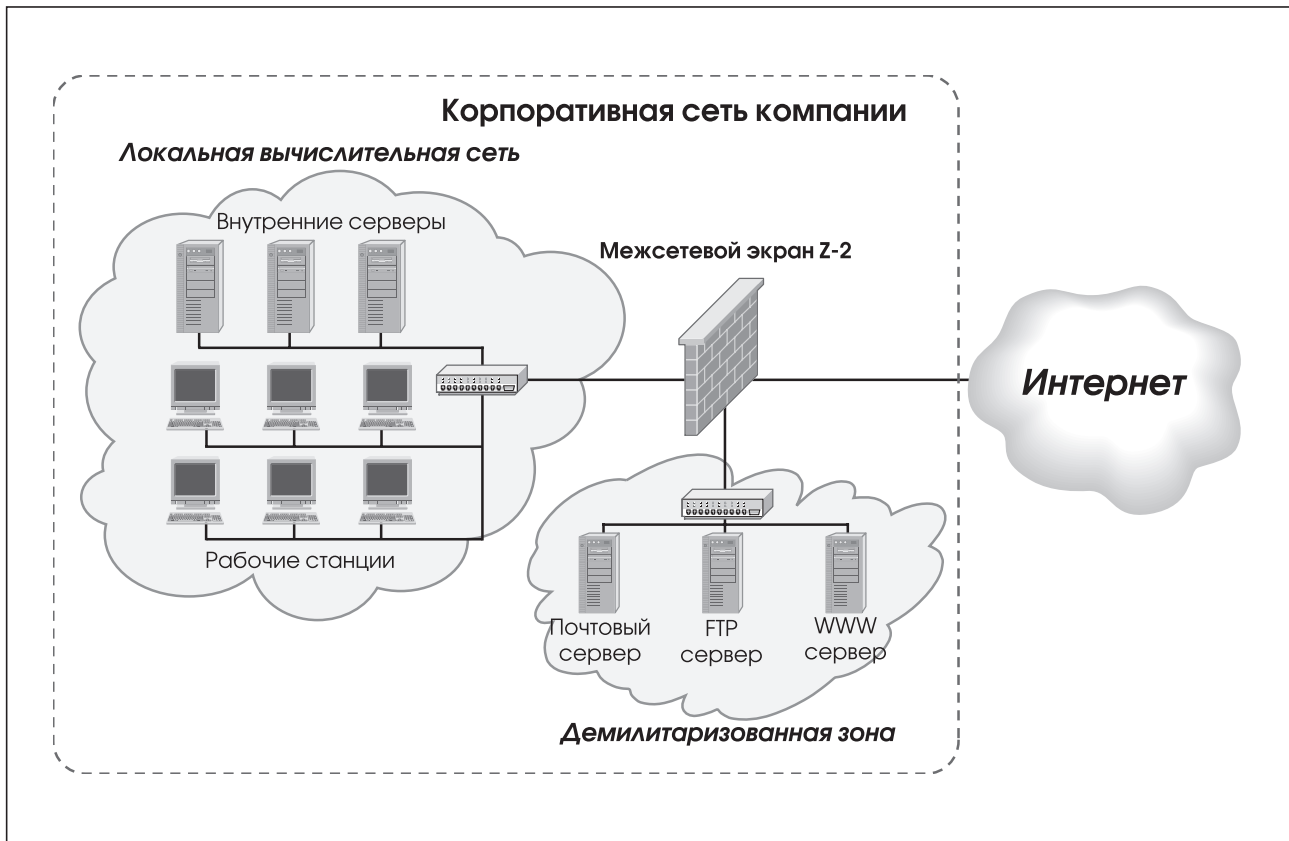 Корпоративная сеть компании
Локальная вычислительная сеть
Внутренние серверы
Межсетевой экран Z-2
Интернет
Рабочие станции
Почтовый
сервер
FTP
сервер
WWW
сервер
Демилитаризованная зона